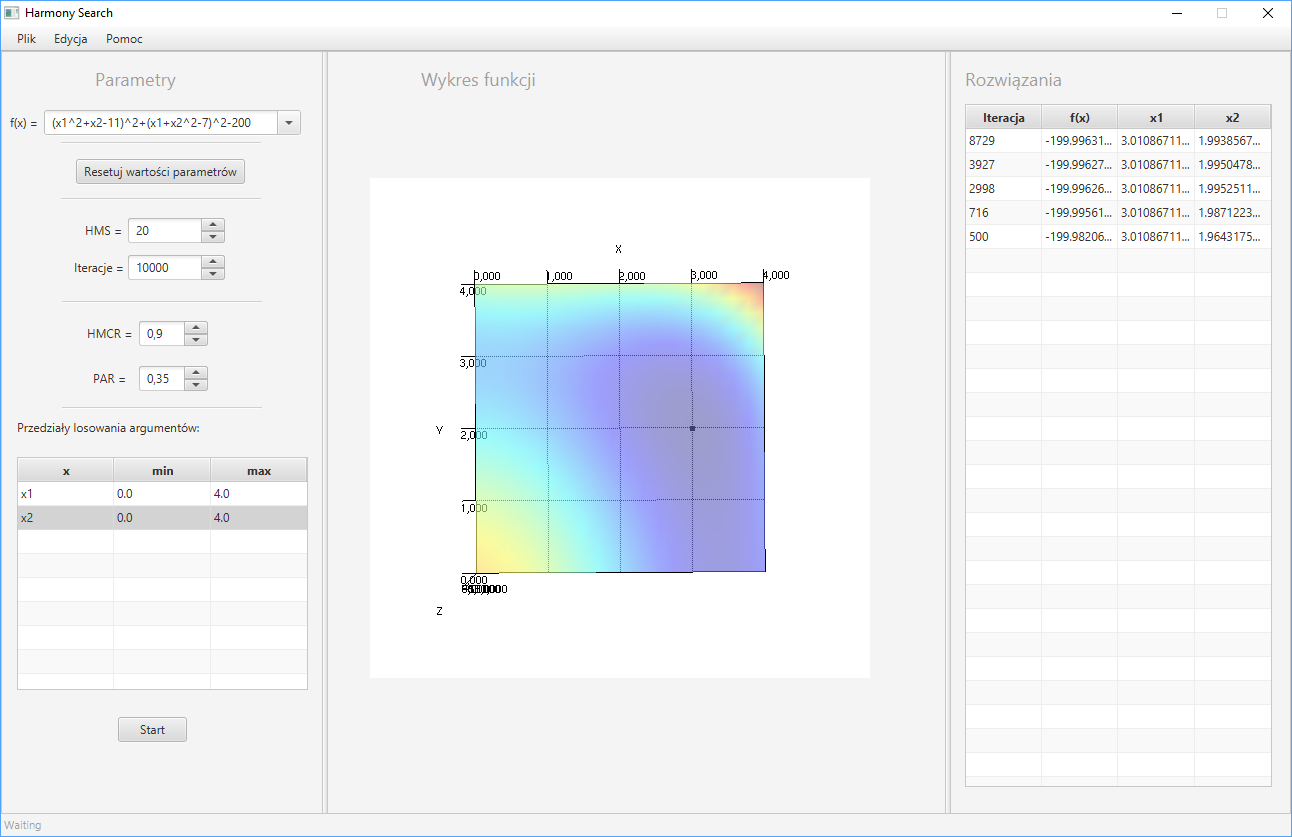 Harmony Search
Plik Edycja Pomoc
Parametry
f(x) = (x1^2+x2-11)^2+(x1+x2^2-7)^2-200
Resetuj wartości parametrów
HMS = 20
Iteracje = 10000
HMCR = 0,9
PAR = 0,35
Przedziały losowania argumentów:
x min max
x1 0.0 4.0
x2 0.0 4.0
Start
Wykres funkcji
X
0,000 1,000 2,000 3,000 4,000
4,000
3,000
Y
2,000
1,000
0,000
Z
Rozwiązania
Iteracja f(x) x1 x2
8729 -199.99631... 3.01086711... 1.9938567...
3927 -199.99627... 3.01086711... 1.9950478...
2998 -199.99626... 3.01086711... 1.9952511...
716 -199.99561... 3.01086711... 1.9871223...
500 -199.98206... 3.01086711... 1.9643175...
Waiting